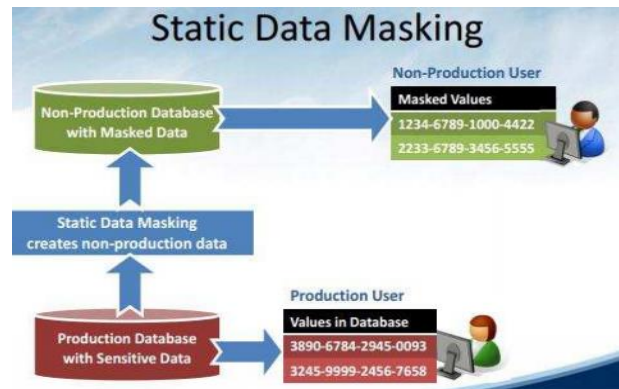 Static Data Masking
Non-Production User
Masked Values
1234-6789-1000-4422
2233-6789-3456-5555
Non-Production Database
with Masked Data
Static Data Masking
creates non-production data
Production User
Values in Database
3890-6784-2945-0093
3245-9999-2456-7658
Production Database
with Sensitive Data